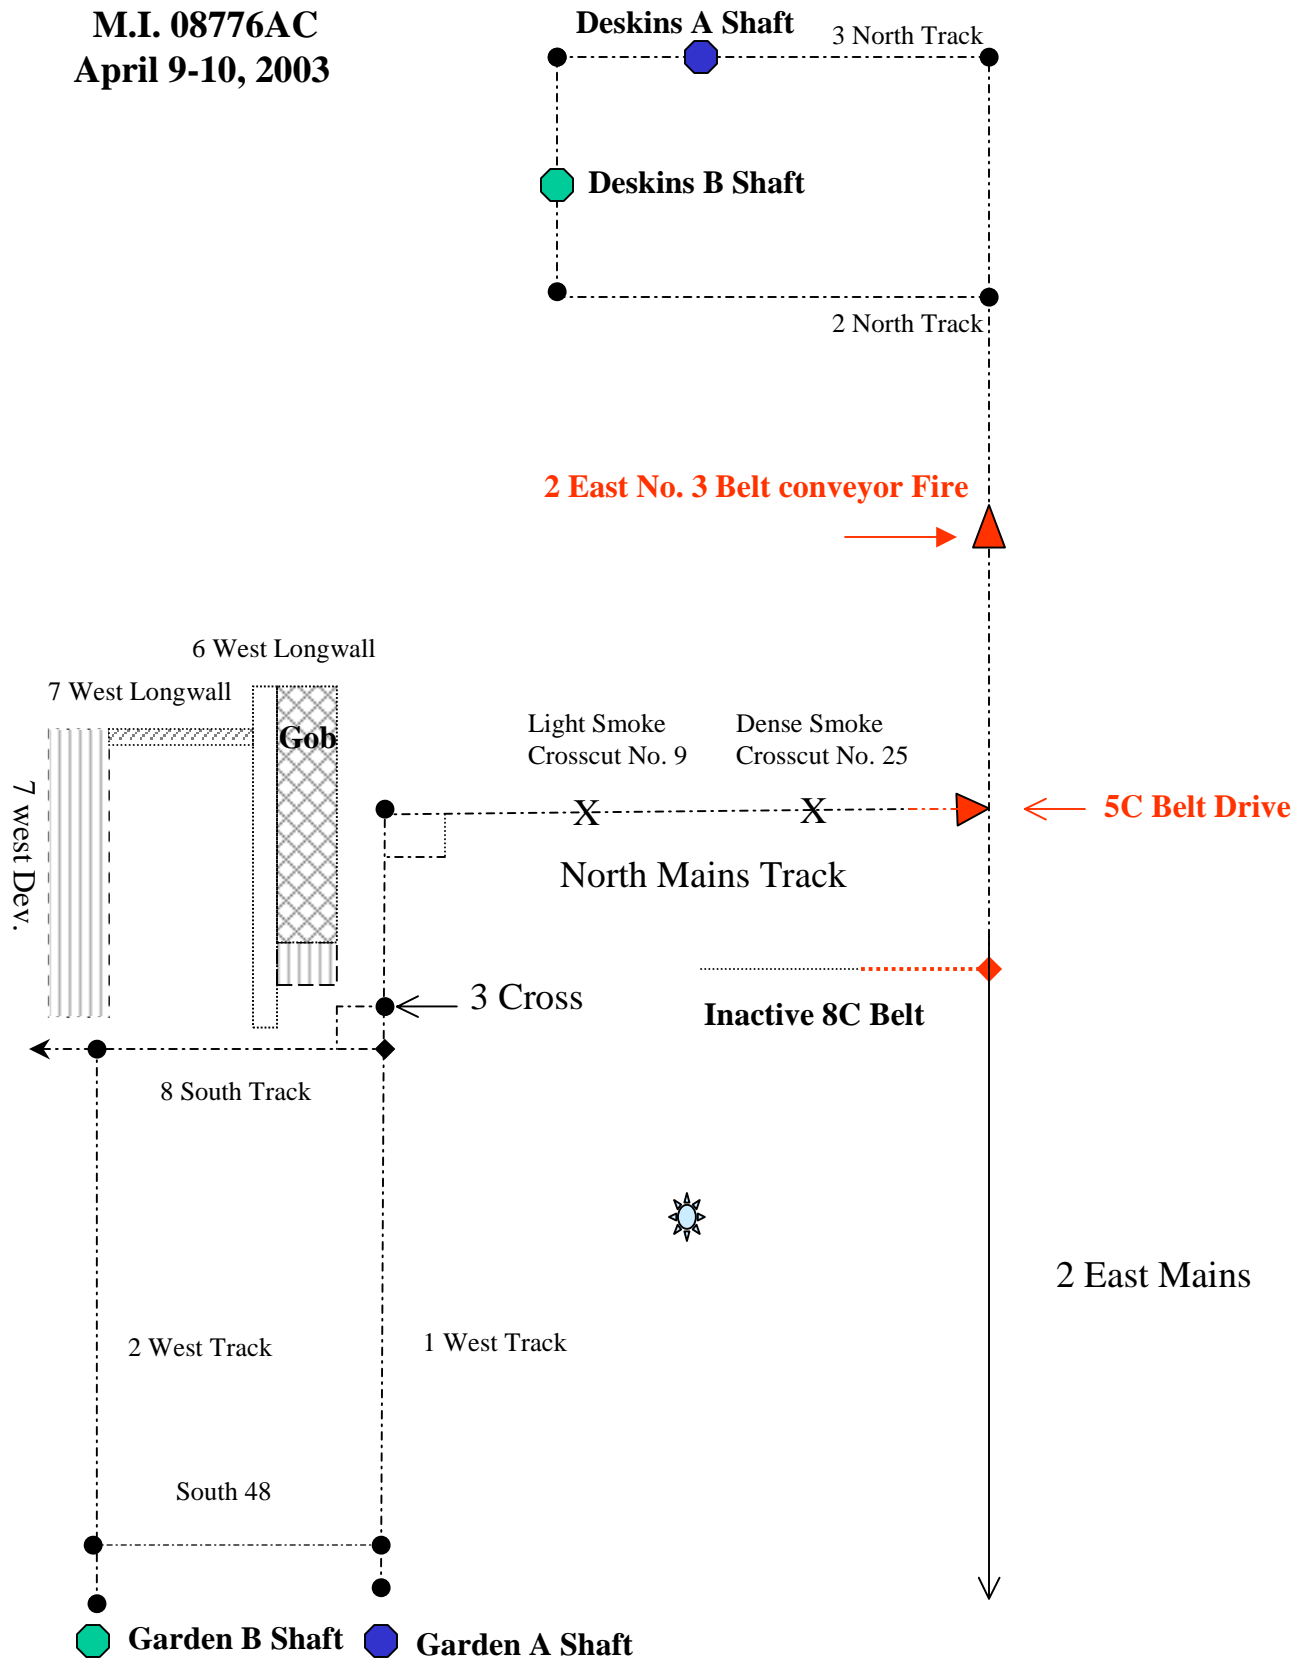 M.I. 08776AC
April 9-10, 2003
Deskins A Shaft
3 North Track
Deskins B Shaft
2 North Track
2 East No. 3 Belt conveyor Fire
6 West Longwall
7 West Longwall
Gob
7 west Dev.
Light Smoke
Crosscut No. 9
Dense Smoke
Crosscut No. 25
X
X
5C Belt Drive
North Mains Track
3 Cross
Inactive 8C Belt
8 South Track
2 East Mains
2 West Track
1 West Track
South 48
Garden B Shaft
Garden A Shaft